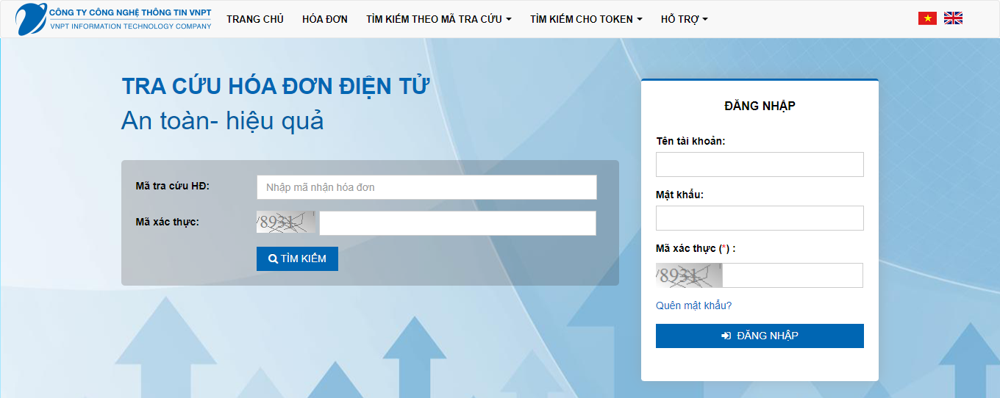 CÔNG TY CÔNG NGHỆ THÔNG TIN VNPT
VNPT INFORMATION TECHNOLOGY COMPANY
TRANG CHỦ
HÓA ĐƠN
TÌM KIẾM THEO MÃ TRA CỨU
TÌM KIẾM CHO TOKEN
HỖ TRỢ
TRA CỨU HÓA ĐƠN ĐIỆN TỬ
An toàn- hiệu quả
Mã tra cứu HĐ:
Nhập mã nhận hóa đơn
Mã xác thực:
8931
TÌM KIẾM
ĐĂNG NHẬP
Tên tài khoản:
Mật khẩu:
Mã xác thực (*) :
8931
Quên mật khẩu?
ĐĂNG NHẬP